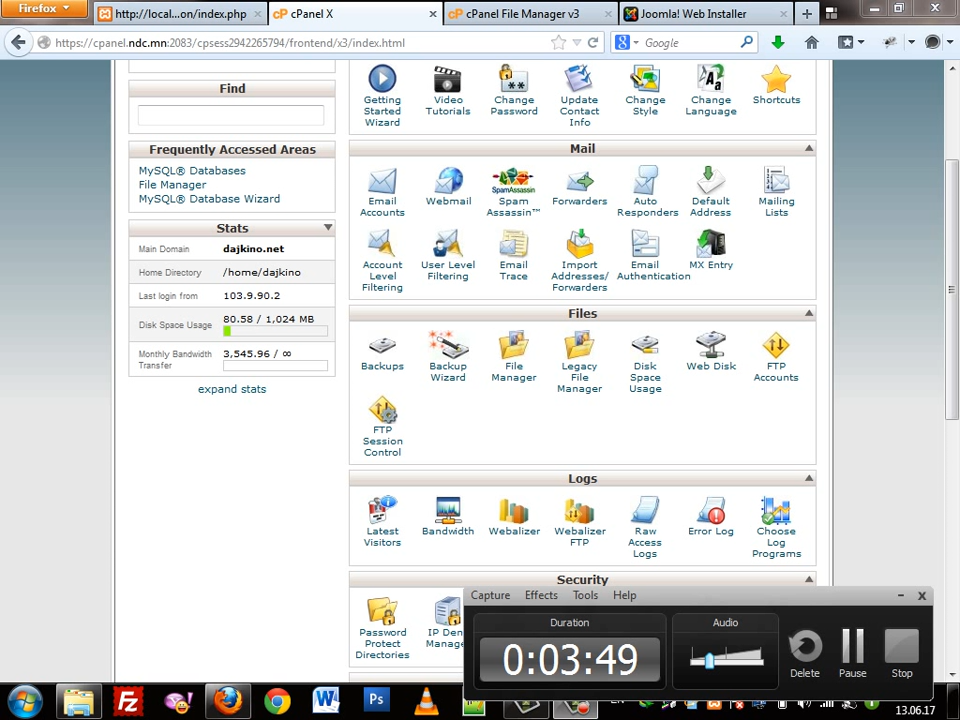 Firefox
http://local...on/index.php
cPanel X
cPanel File Manager v3
Joomla! Web Installer
https://cpanel.ndc.mn:2083/cpsess2942265794/frontend/x3/index.html
Google
Find
Frequently Accessed Areas
MySQL® Databases
File Manager
MySQL® Database Wizard
Stats
Main Domain dajkino.net
Home Directory /home/dajkino
Last login from 103.9.90.2
Disk Space Usage 80.58 / 1,024 MB
Monthly Bandwidth Transfer 3,545.96 / ∞
expand stats
Getting Started Wizard
Video Tutorials
Change Password
Update Contact Info
Change Style
Change Language
Shortcuts
Mail
Email Accounts
Webmail
Spam Assassin™
Forwarders
Auto Responders
Default Address
Mailing Lists
Account Level Filtering
User Level Filtering
Email Trace
Import Addresses/ Forwarders
Email Authentication
MX Entry
Files
Backups
Backup Wizard
File Manager
Legacy File Manager
Disk Space Usage
Web Disk
FTP Accounts
FTP Session Control
Logs
Latest Visitors
Bandwidth
Webalizer
Webalizer FTP
Raw Access Logs
Error Log
Choose Log Programs
Security
Password Protect Directories
IP Den
Manage
Capture Effects Tools Help
Duration
0:03:49
Audio
Delete
Pause
Stop
13.06.17